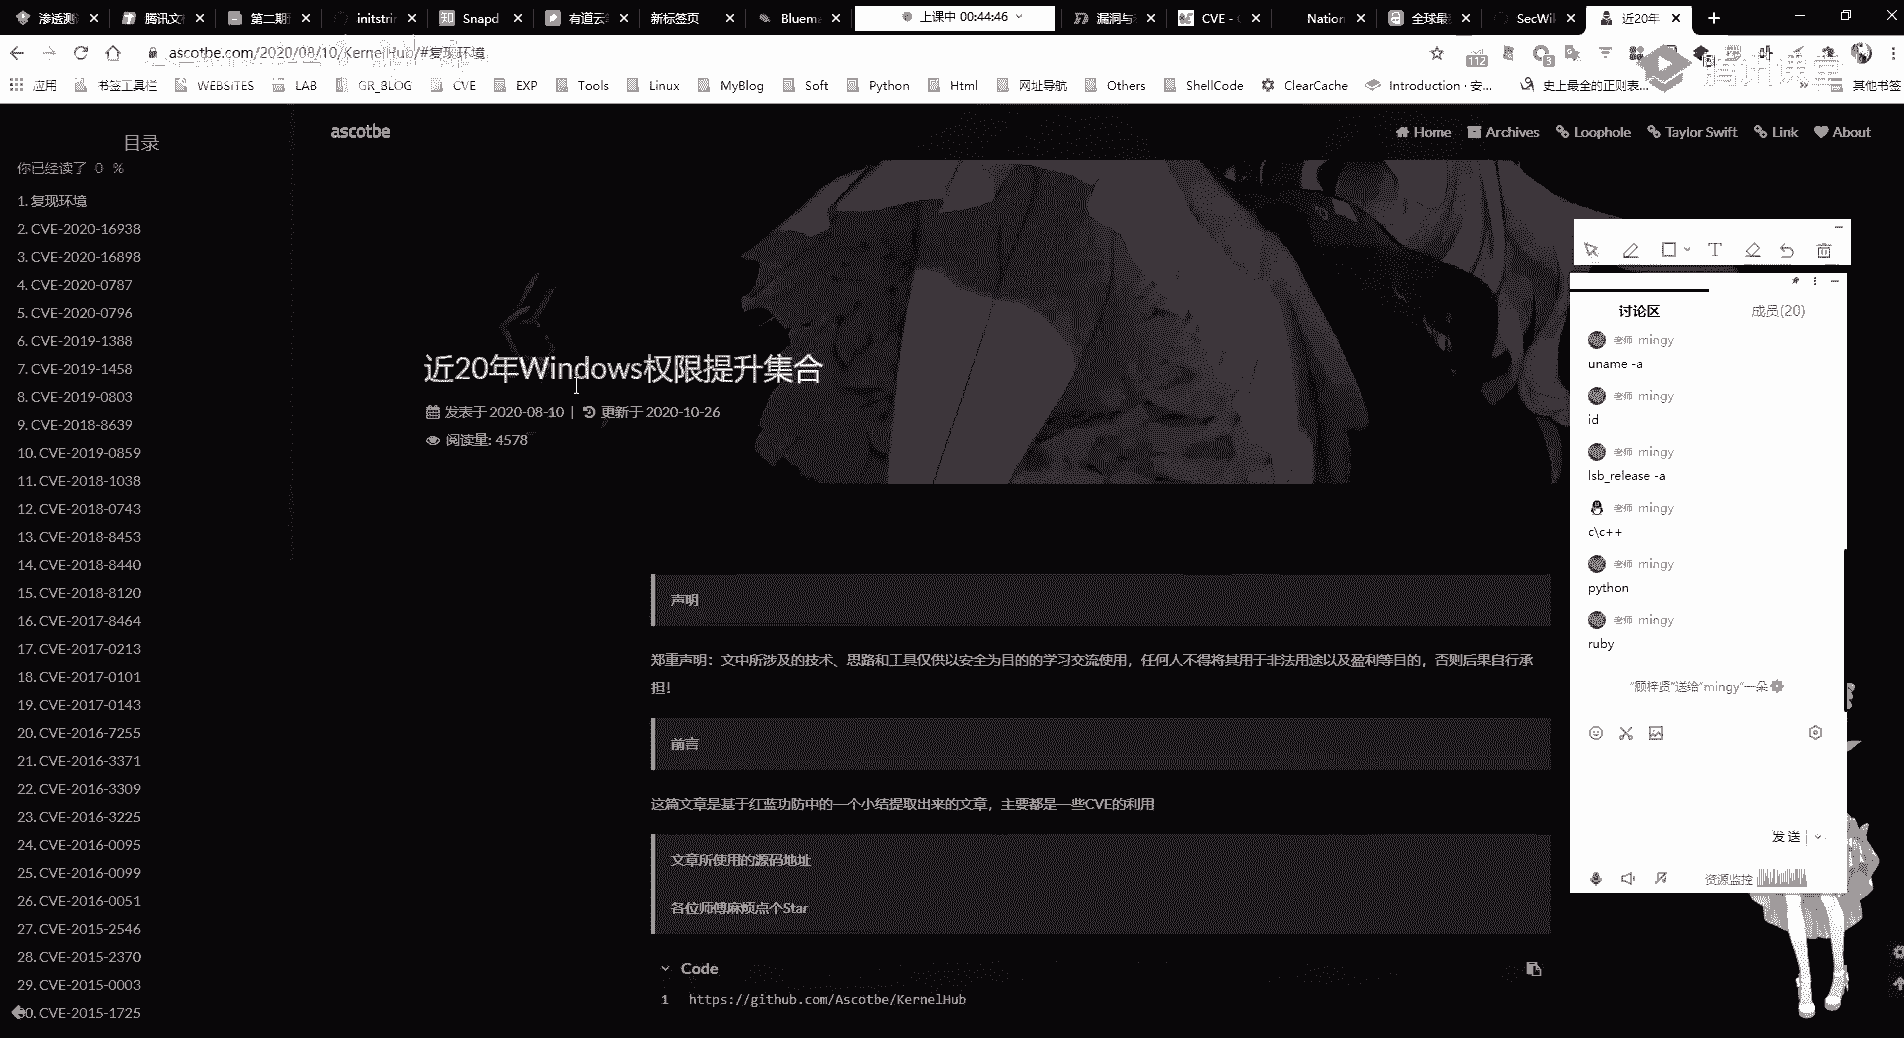 渗透测
腾讯文
第二期
initstrin
Snapd
有道云
新标签页
Bluem
上课中 00:44:46
漏洞与
CVE -
Nation
全球最
SecWik
近20年
ascotbe.com/2020/08/10/KernelHub/#复现环境
112
3
应用
书签工具栏
WEBSITES
LAB
GR_BLOG
CVE
EXP
Tools
Linux
MyBlog
Soft
Python
Html
网址导航
Others
ShellCode
ClearCache
Introduction · 安...
史上最全的正则表...
其他书签
腾讯课堂
目录
你已经读了 0 %
1. 复现环境
2. CVE-2020-16938
3. CVE-2020-16898
4. CVE-2020-0787
5. CVE-2020-0796
6. CVE-2019-1388
7. CVE-2019-1458
8. CVE-2019-0803
9. CVE-2018-8639
10. CVE-2019-0859
11. CVE-2018-1038
12. CVE-2018-0743
13. CVE-2018-8453
14. CVE-2018-8440
15. CVE-2018-8120
16. CVE-2017-8464
17. CVE-2017-0213
18. CVE-2017-0101
19. CVE-2017-0143
20. CVE-2016-7255
21. CVE-2016-3371
22. CVE-2016-3309
23. CVE-2016-3225
24. CVE-2016-0095
25. CVE-2016-0099
26. CVE-2016-0051
27. CVE-2015-2546
28. CVE-2015-2370
29. CVE-2015-0003
0. CVE-2015-1725
ascotbe
Home
Archives
Loophole
Taylor Swift
Link
About
近20年Windows权限提升集合
发表于 2020-08-10 | 更新于 2020-10-26
阅读量: 4578
声明
郑重声明：文中所涉及的技术、思路和工具仅供以安全为目的的学习交流使用，任何人不得将其用于非法用途以及盈利等目的，否则后果自行承
担！
前言
这篇文章是基于红蓝功防中的一个小结提取出来的文章，主要都是一些CVE的利用
文章所使用的源码地址
各位师傅麻烦点个Star
Code
1 https://github.com/Ascotbe/KernelHub
T
讨论区
成员(20)
老师 mingy
uname -a
老师 mingy
id
老师 mingy
lsb_release -a
老师 mingy
c\c++
老师 mingy
python
老师 mingy
ruby
"顾梓贤"送给"mingy"一朵
发送
资源监控